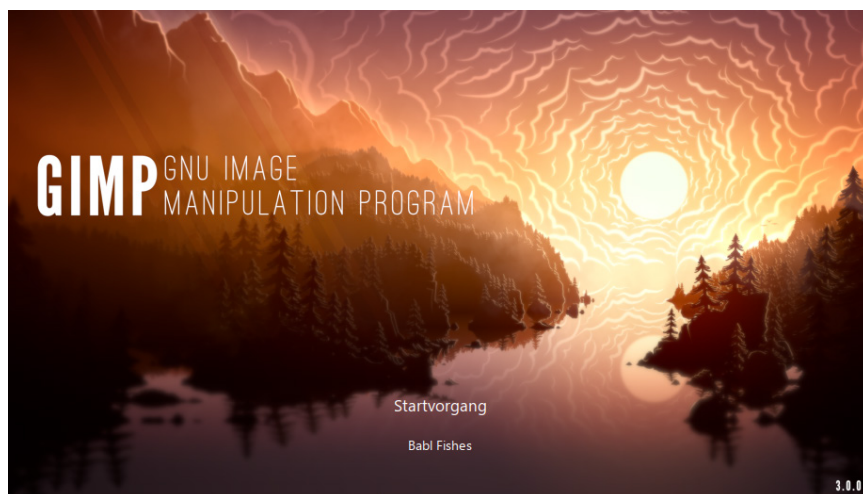 GIMP GNU IMAGE
MANIPULATION PROGRAM
Startvorgang
Babl Fishes
3.0.0